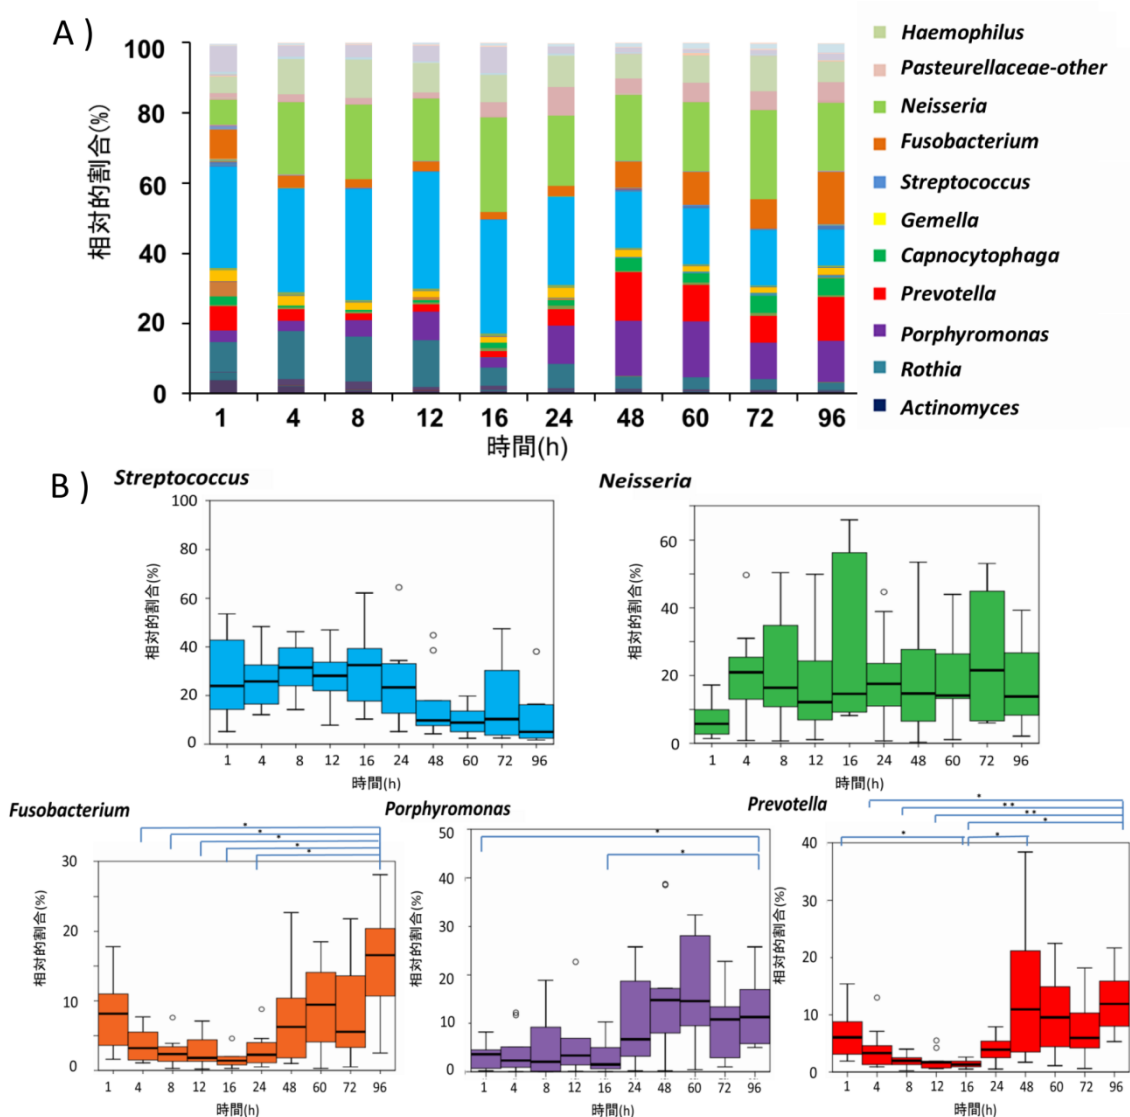 A )
100
80
60
40
20
0
相対的割合(%)
1 4 8 12 16 24 48 60 72 96
時間(h)
Haemophilus
Pasteurellaceae-other
Neisseria
Fusobacterium
Streptococcus
Gemella
Capnocytophaga
Prevotella
Porphyromonas
Rothia
Actinomyces
B )
Streptococcus
100
80
60
40
20
0
相対的割合(%)
1 4 8 12 16 24 48 60 72 96
時間(h)
Neisseria
60
40
20
0
相対的割合(%)
1 4 8 12 16 24 48 60 72 96
時間(h)
Fusobacterium
*
*
*
*
*
30
20
10
0
相対的割合(%)
1 4 8 12 16 24 48 60 72 96
時間(h)
Porphyromonas
*
*
50
40
30
20
10
0
相対的割合(%)
1 4 8 12 16 24 48 60 72 96
時間(h)
Prevotella
*
**
**
*
* *
40
30
20
10
0
相対的割合(%)
1 4 8 12 16 24 48 60 72 96
時間(h)